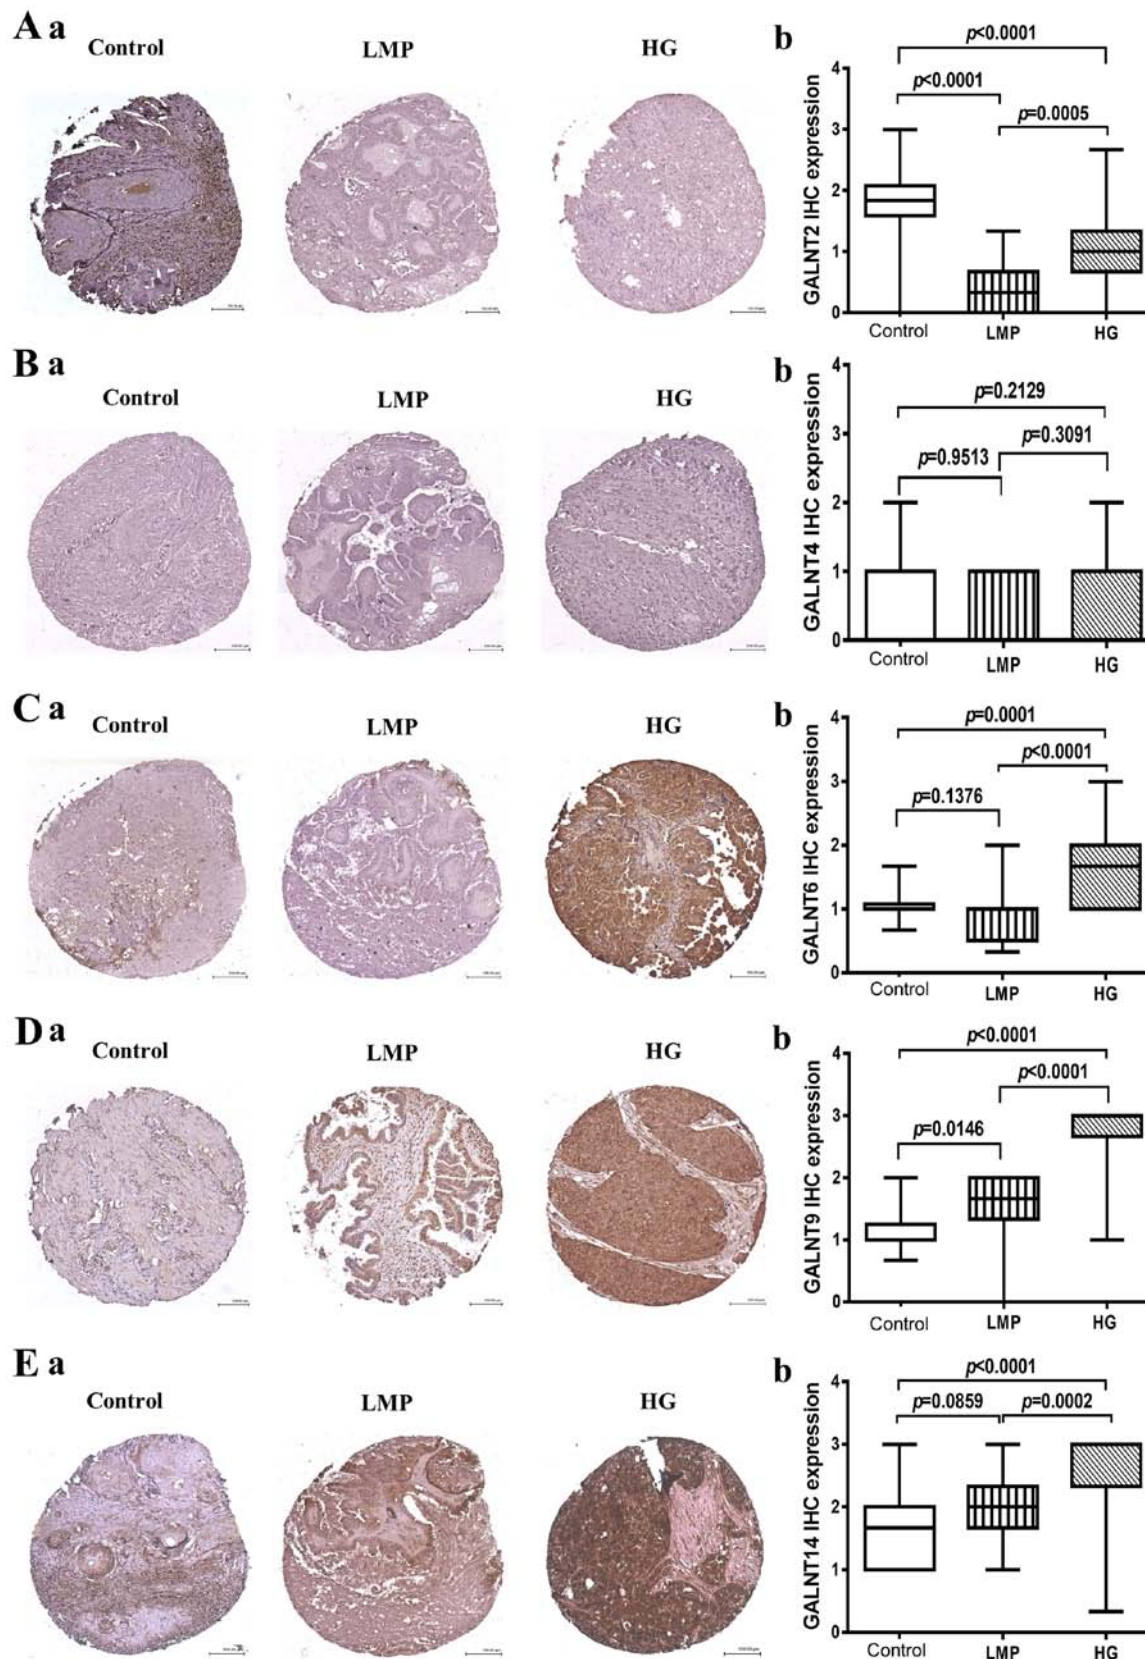 A a
Control
LMP
HG
b
p<0.0001
p<0.0001
p=0.0005
GALNT2 IHC expression
4
3
2
1
0
Control
LMP
HG
B a
Control
LMP
HG
b
p=0.2129
p=0.3091
p=0.9513
GALNT4 IHC expression
4
3
2
1
0
Control
LMP
HG
C a
Control
LMP
HG
b
p=0.0001
p<0.0001
p=0.1376
GALNT6 IHC expression
4
3
2
1
0
Control
LMP
HG
D a
Control
LMP
HG
b
p<0.0001
p<0.0001
p=0.0146
GALNT9 IHC expression
4
3
2
1
0
Control
LMP
HG
E a
Control
LMP
HG
b
p<0.0001
p=0.0859
p=0.0002
GALNT14 IHC expression
4
3
2
1
0
Control
LMP
HG